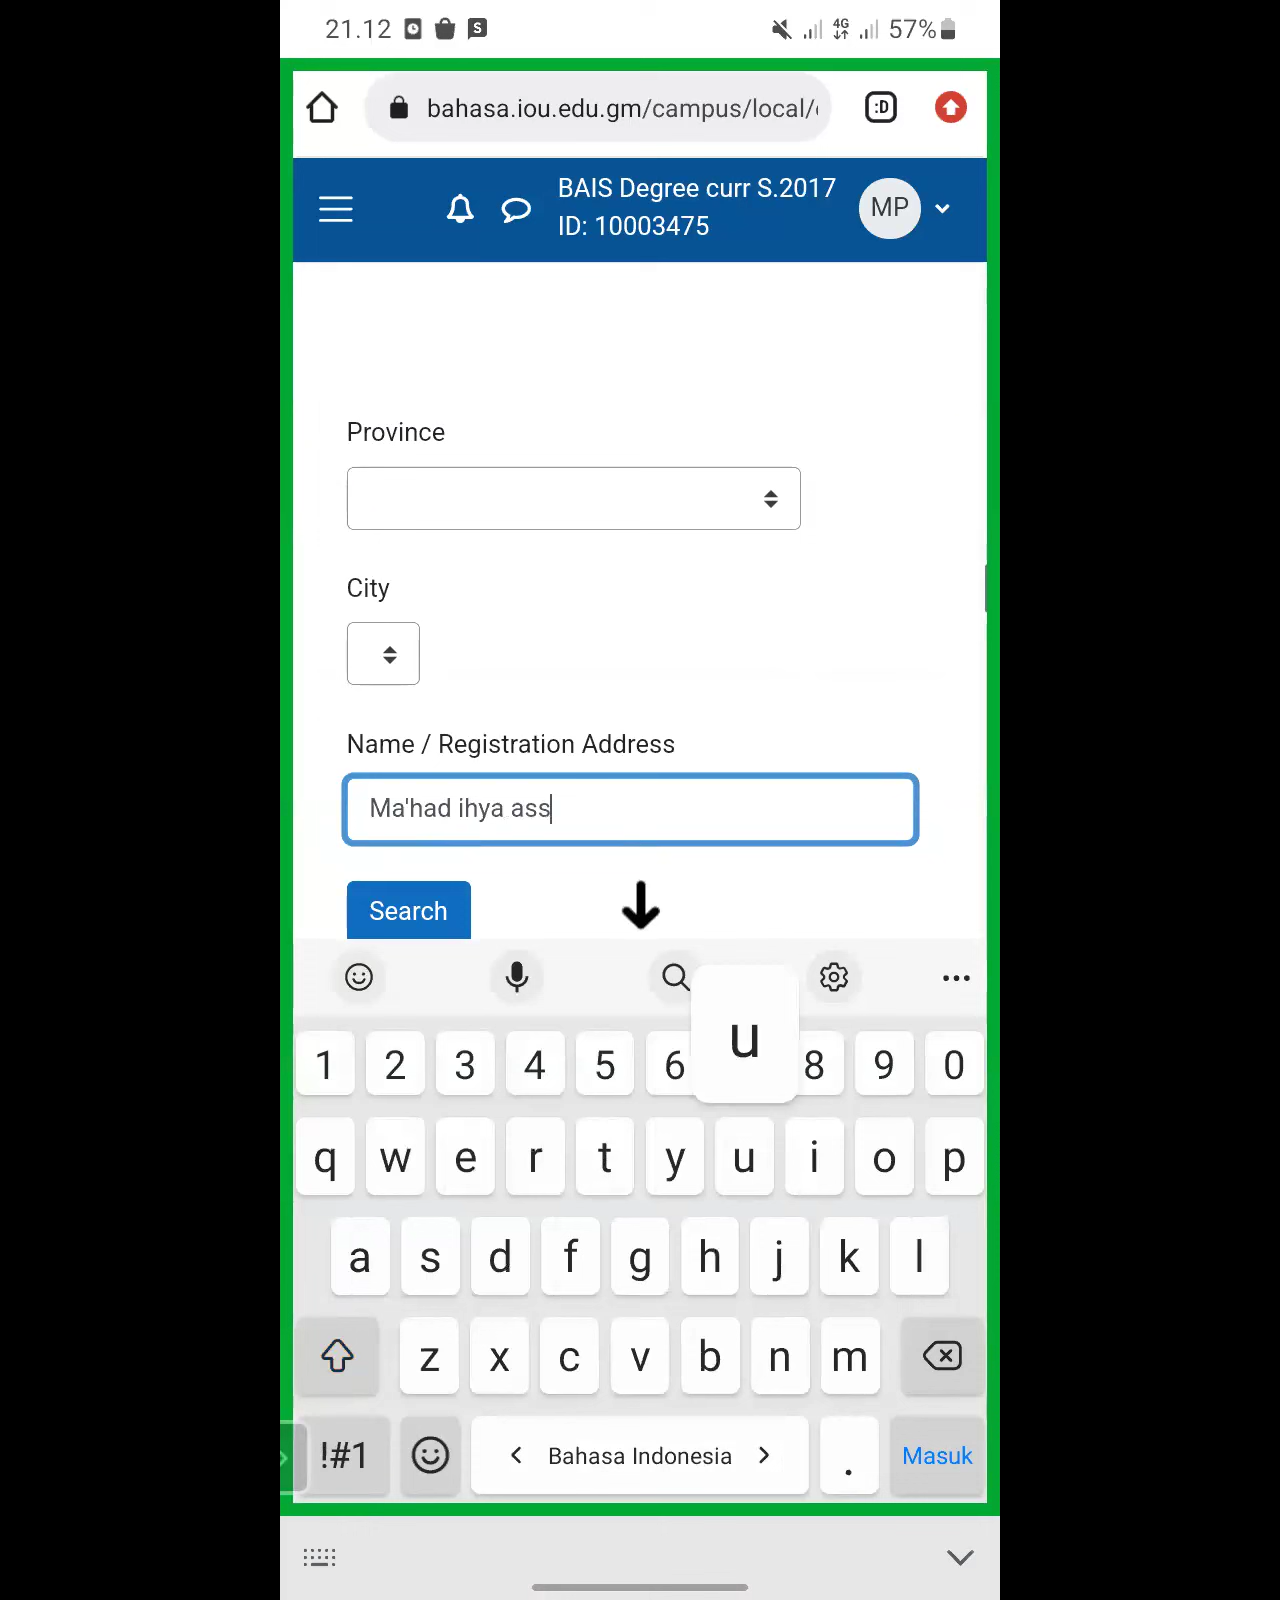 21.12 S 4G 57%
:D
bahasa.iou.edu.gm/campus/local/
BAIS Degree curr S.2017
ID: 10003475
MP
Province
City
Name / Registration Address
Ma'had ihya ass
Search
u
1 2 3 4 5 6 8 9 0
q w e r t y u i o p
a s d f g h j k l
z x c v b n m
!#1 < Bahasa Indonesia > . Masuk